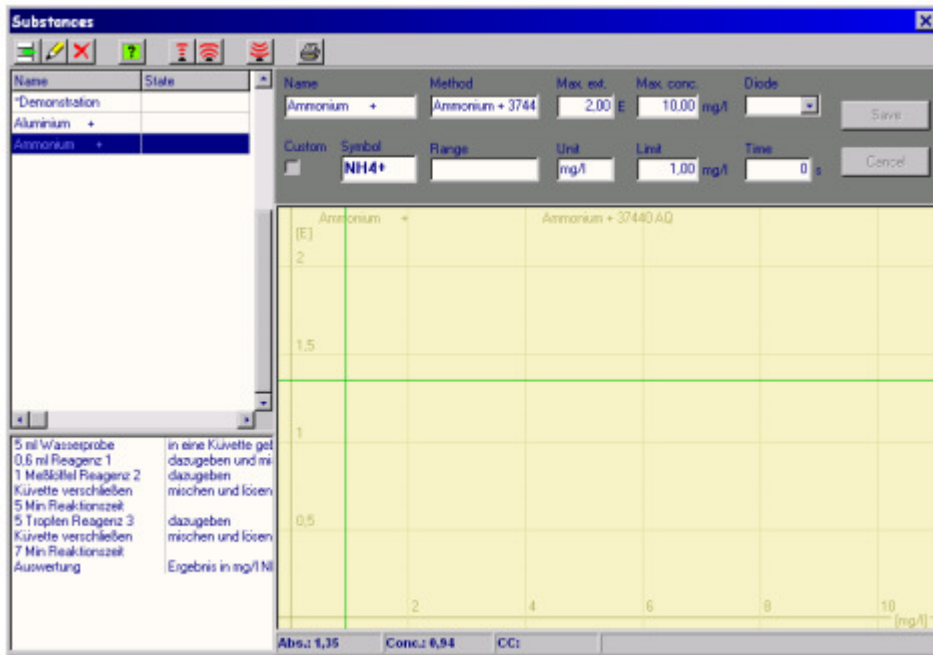 Substances
Name State
*Demonstration
Aluminium +
Ammonium +
Name Method Max. ext. Max. conc. Diode
Ammonium + Ammonium + 3744 2,00 E 10,00 mg/l
Save
Custom Symbol Range Unit Limit Time
NH4+ mg/l 1,00 mg/l 0 s
Cancel
Ammonium + Ammonium + 37440 AQ
[E]
2
1,5
1
0,5
2 4 6 8 10
[mg/l]
5 ml Wasserprobe in eine Küvette geb
0,6 ml Reagenz 1 dazugeben und mi
1 Meßlöffel Reagenz 2 dazugeben
Küvette verschließen mischen und lösen
5 Min Reaktionszeit
5 Tropfen Reagenz 3 dazugeben
Küvette verschließen mischen und lösen
7 Min Reaktionszeit
Auswertung Ergebnis in mg/l N
Abs.: 1,35 Conc.: 0,94 CC: